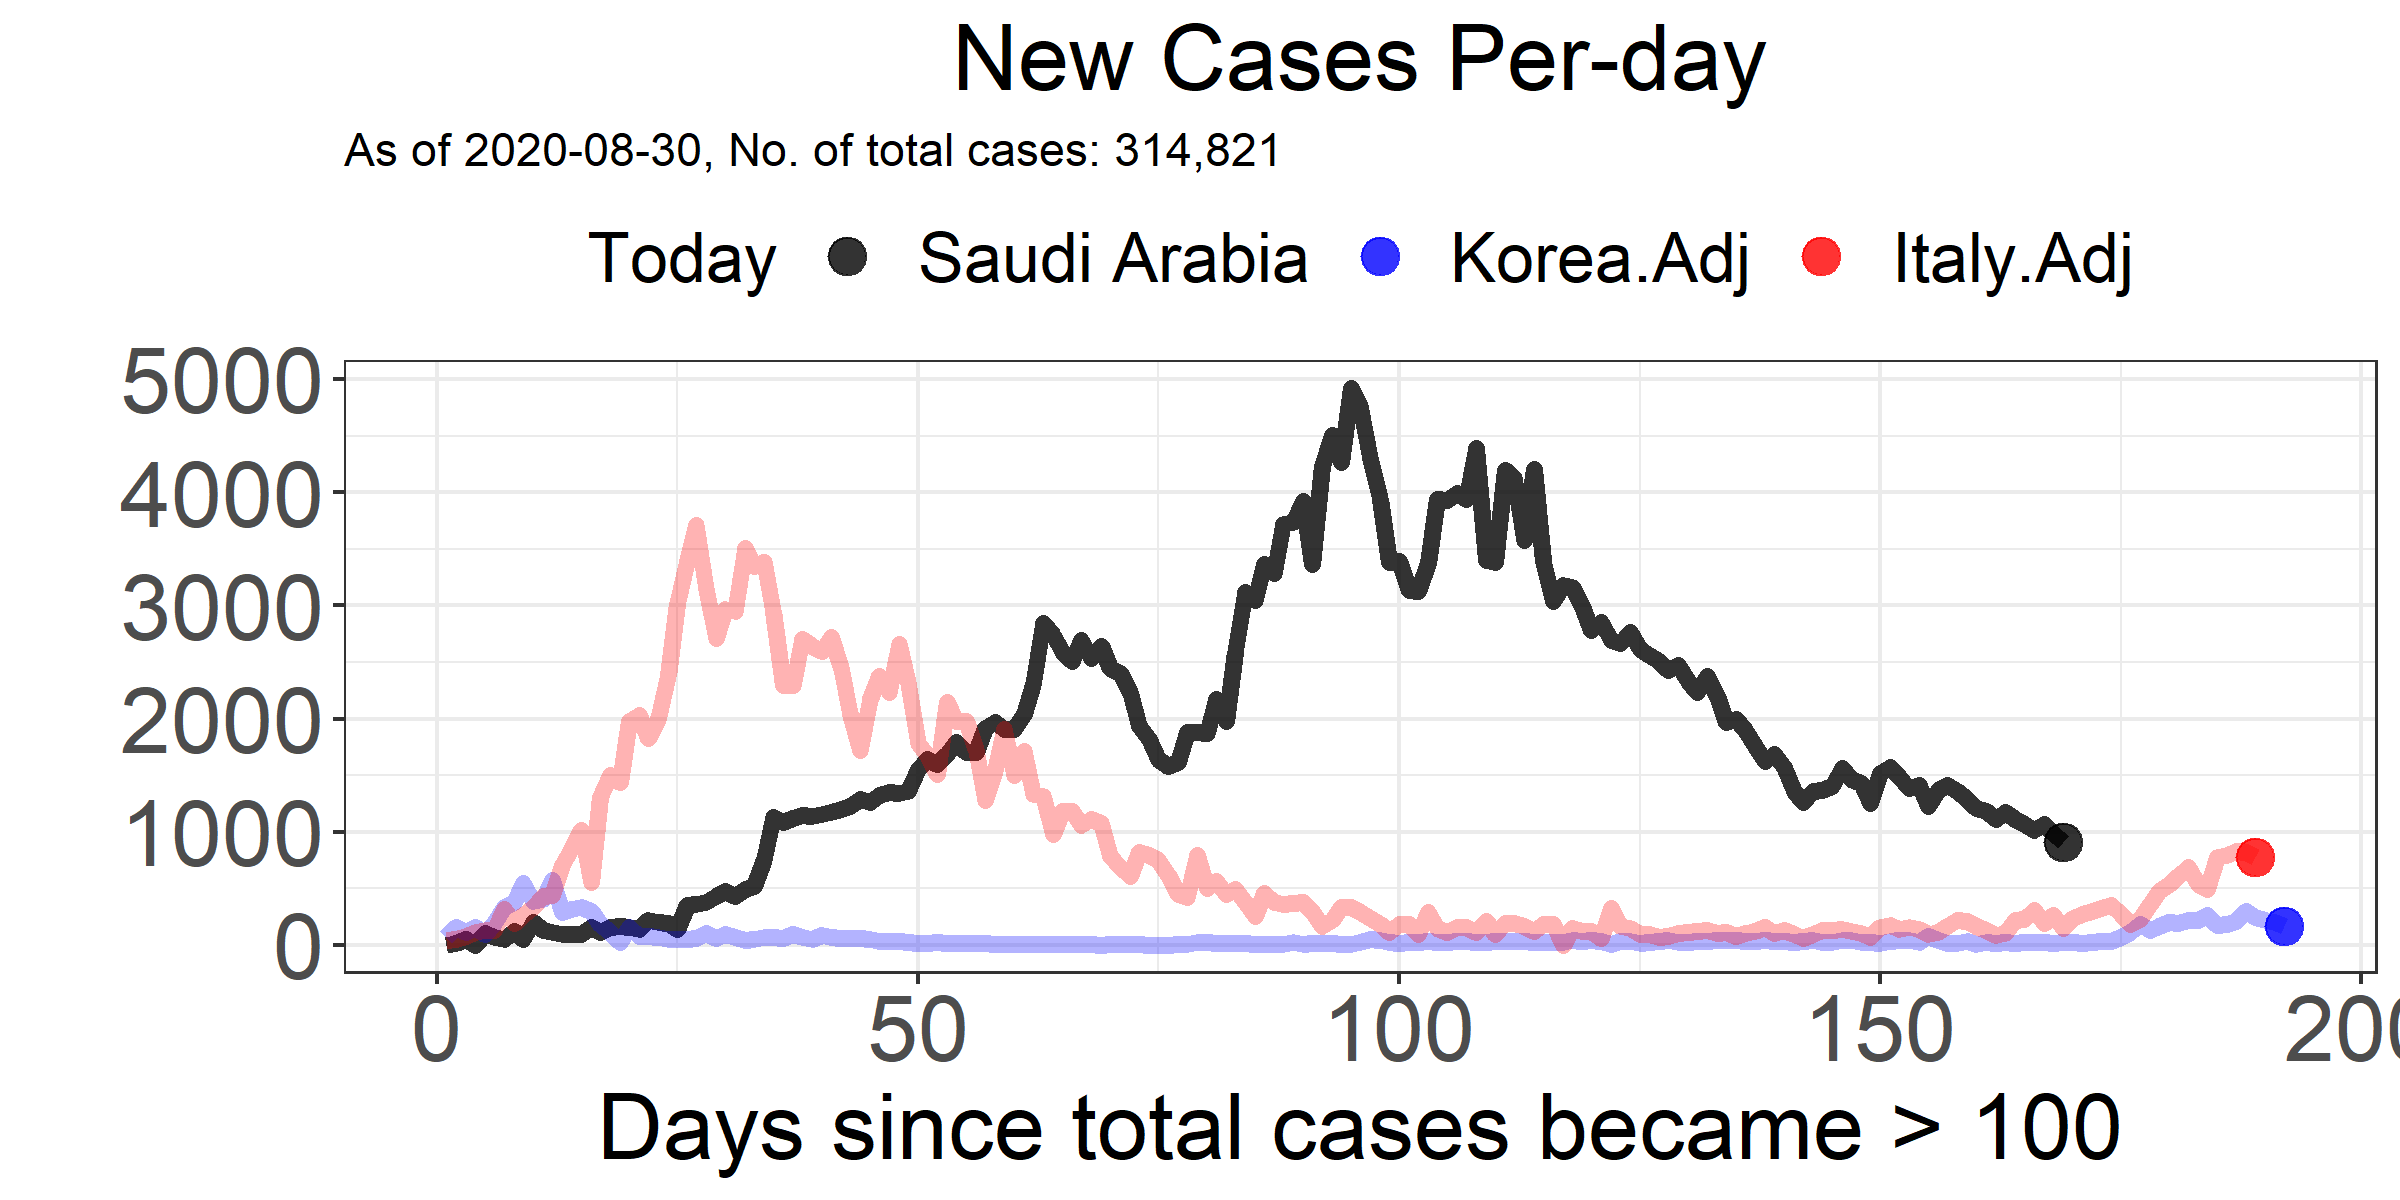 New Cases Per-day
As of 2020-08-30, No. of total cases: 314,821
Today Saudi Arabia Korea.Adj Italy.Adj
5000
4000
3000
2000
1000
0
0 50 100 150 200
Days since total cases became > 100